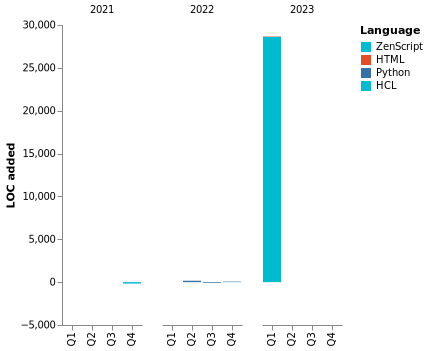 2021 2022 2023
30,000
25,000
20,000
15,000
10,000
5,000
0
−5,000
LOC added
Q1 Q2 Q3 Q4 Q1 Q2 Q3 Q4 Q1 Q2 Q3 Q4
Language
ZenScript
HTML
Python
HCL